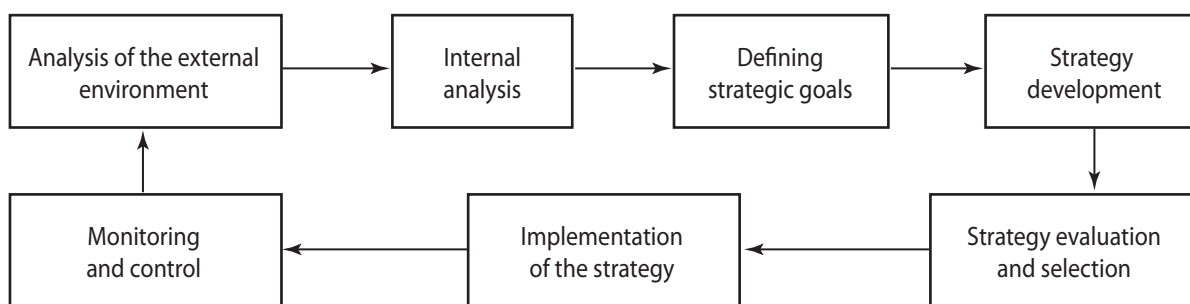 Analysis of the external
environment
Internal
analysis
Defining
strategic goals
Strategy
development
Monitoring
and control
Implementation
of the strategy
Strategy evaluation
and selection